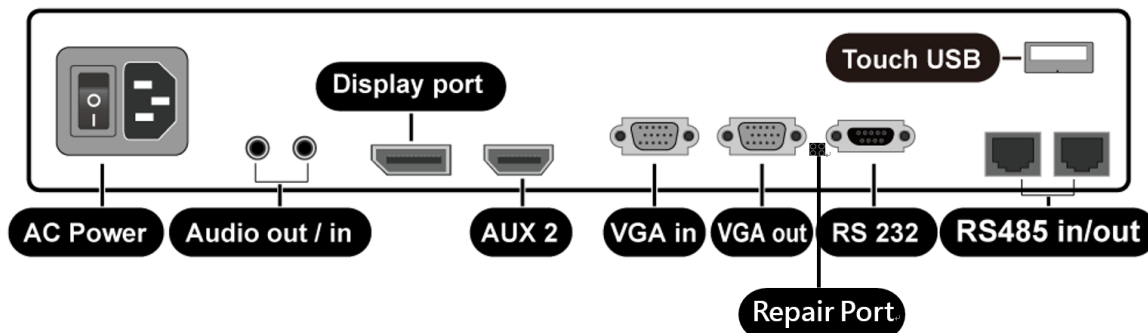 Touch USB
Display port
AC Power
Audio out / in
AUX 2
VGA in
VGA out
RS 232
RS485 in/out
Repair Port